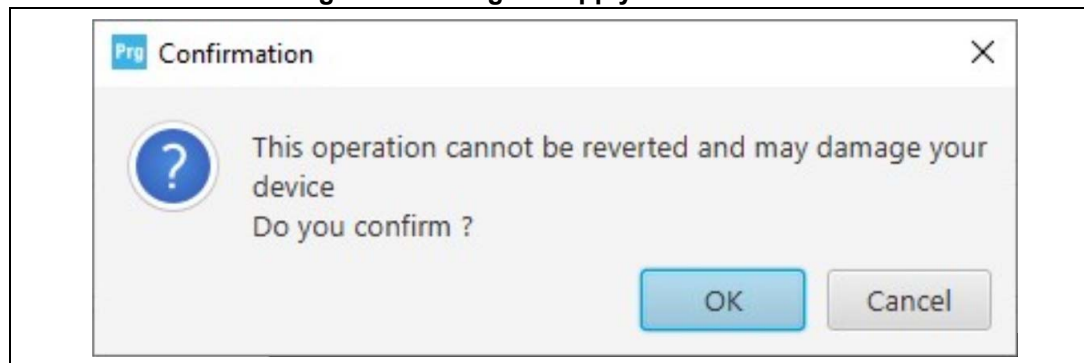 Prg Confirmation
This operation cannot be reverted and may damage your
device
Do you confirm ?
OK Cancel